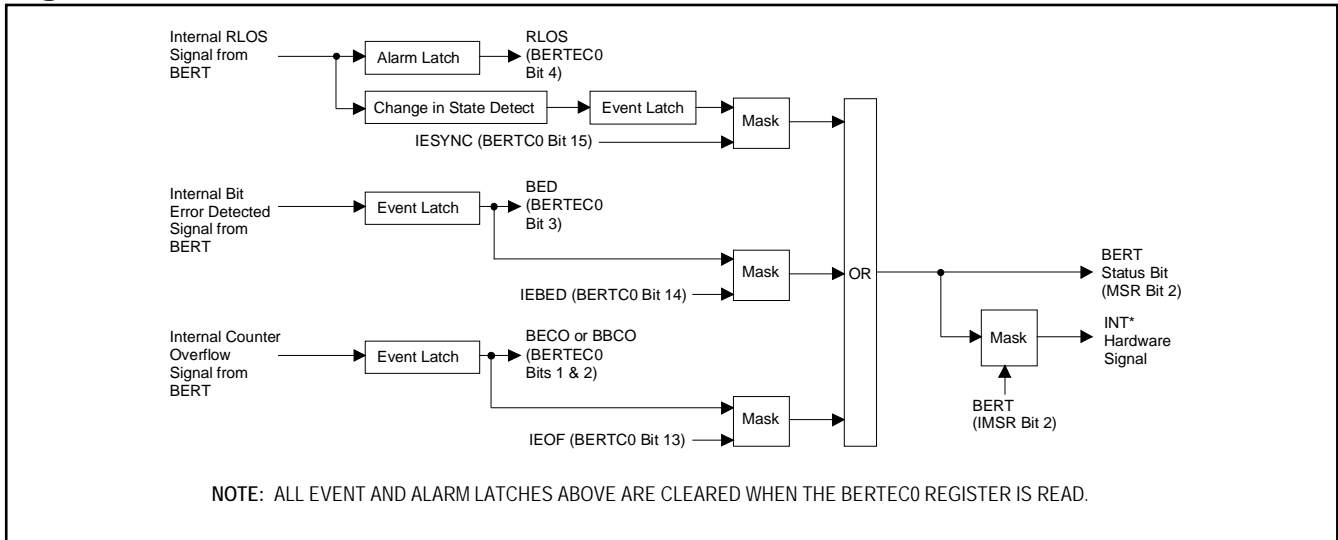 Internal RLOS
Signal from
BERT
Alarm Latch
RLOS
(BERTEC0
Bit 4)
Change in State Detect
Event Latch
Mask
IESYNC (BERTC0 Bit 15)
Internal Bit
Error Detected
Signal from
BERT
Event Latch
BED
(BERTEC0
Bit 3)
Mask
IEBED (BERTC0 Bit 14)
OR
BERT
Status Bit
(MSR Bit 2)
Internal Counter
Overflow
Signal from
BERT
Event Latch
BECO or BBCO
(BERTEC0
Bits 1 & 2)
Mask
INT*
Hardware
Signal
BERT
(IMSR Bit 2)
Mask
IEOF (BERTC0 Bit 13)
NOTE: ALL EVENT AND ALARM LATCHES ABOVE ARE CLEARED WHEN THE BERTEC0 REGISTER IS READ.